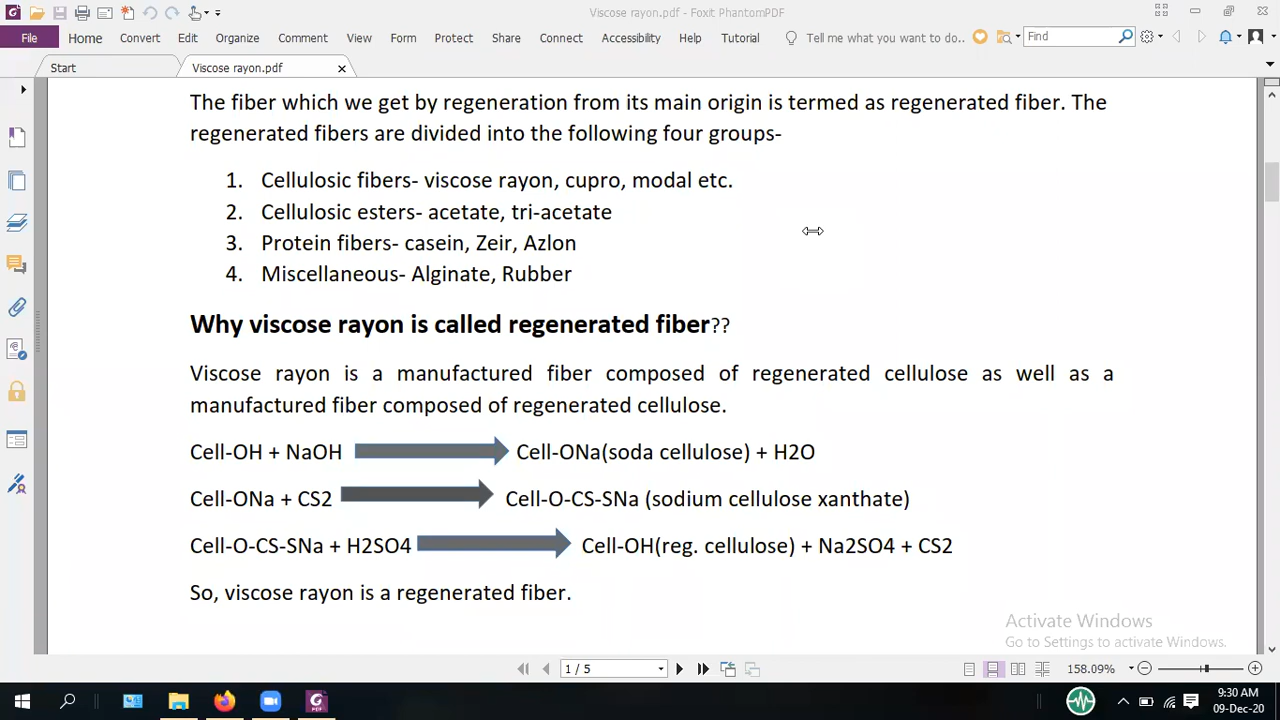 Viscose rayon.pdf - Foxit PhantomPDF
File Home Convert Edit Organize Comment View Form Protect Share Connect Accessibility Help Tutorial Tell me what you want to do.. Find
Start Viscose rayon.pdf
The fiber which we get by regeneration from its main origin is termed as regenerated fiber. The
regenerated fibers are divided into the following four groups-
1. Cellulosic fibers- viscose rayon, cupro, modal etc.
2. Cellulosic esters- acetate, tri-acetate
3. Protein fibers- casein, Zeir, Azlon
4. Miscellaneous- Alginate, Rubber
Why viscose rayon is called regenerated fiber??
Viscose rayon is a manufactured fiber composed of regenerated cellulose as well as a
manufactured fiber composed of regenerated cellulose.
Cell-OH + NaOH Cell-ONa(soda cellulose) + H2O
Cell-ONa + CS2 Cell-O-CS-SNa (sodium cellulose xanthate)
Cell-O-CS-SNa + H2SO4 Cell-OH(reg. cellulose) + Na2SO4 + CS2
So, viscose rayon is a regenerated fiber.
Activate Windows
Go to Settings to activate Windows.
1 / 5 158.09%
9:30 AM
09-Dec-20